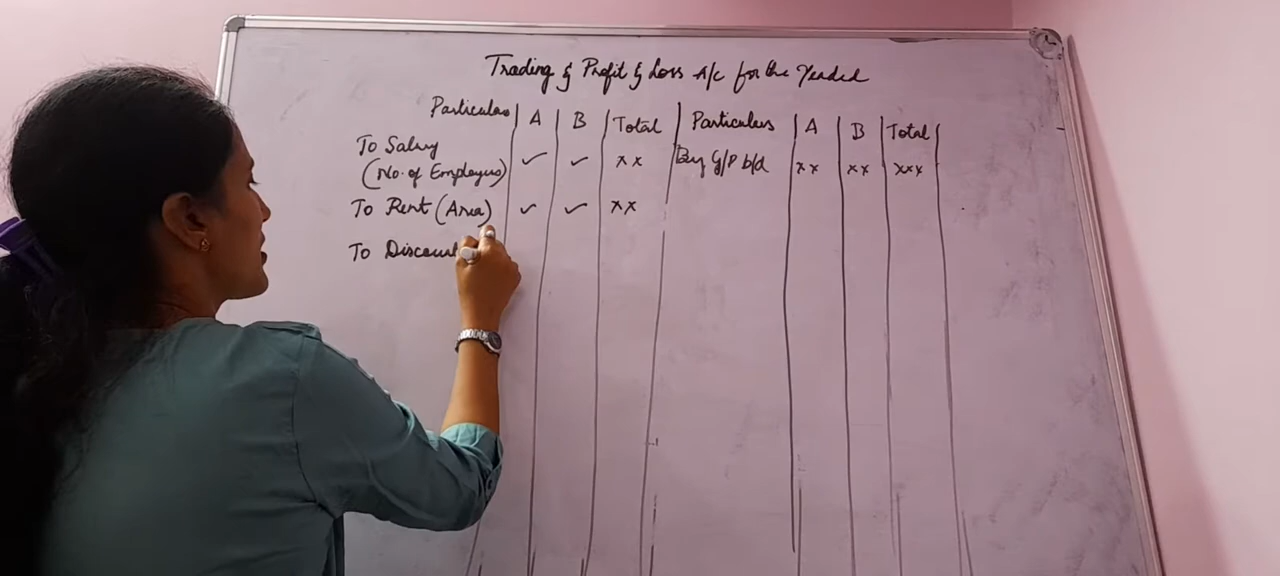 Trading & Profit & Loss A/c for the Yeaded
Particulars A B Total Particulars A B Total
To Salary
(No. of Employees) ✓ ✓ xx By G/P b/d xx xx xxx
To Rent (Area) ✓ ✓ xx
To Discount